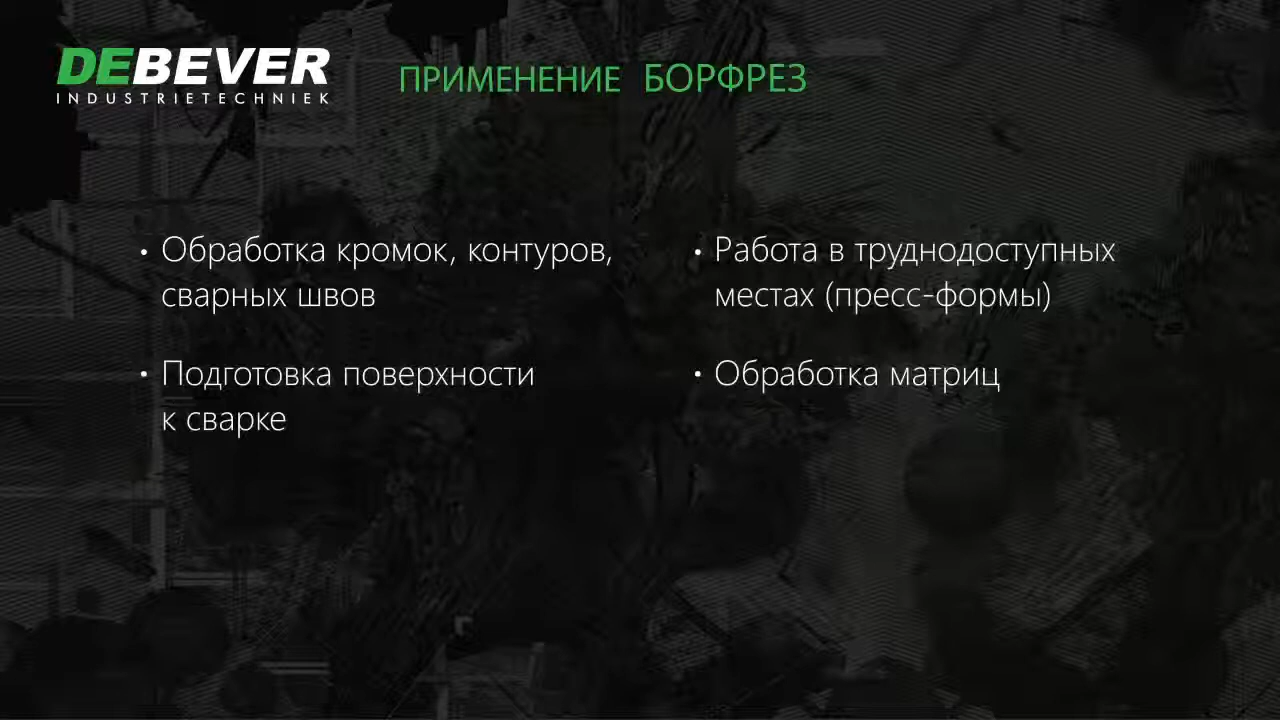 DEBEVER
INDUSTRIETECHNIEK
ПРИМЕНЕНИЕ БОРФРЕЗ
• Обработка кромок, контуров,
сварных швов
• Подготовка поверхности
к сварке
• Работа в труднодоступных
местах (пресс-формы)
• Обработка матриц